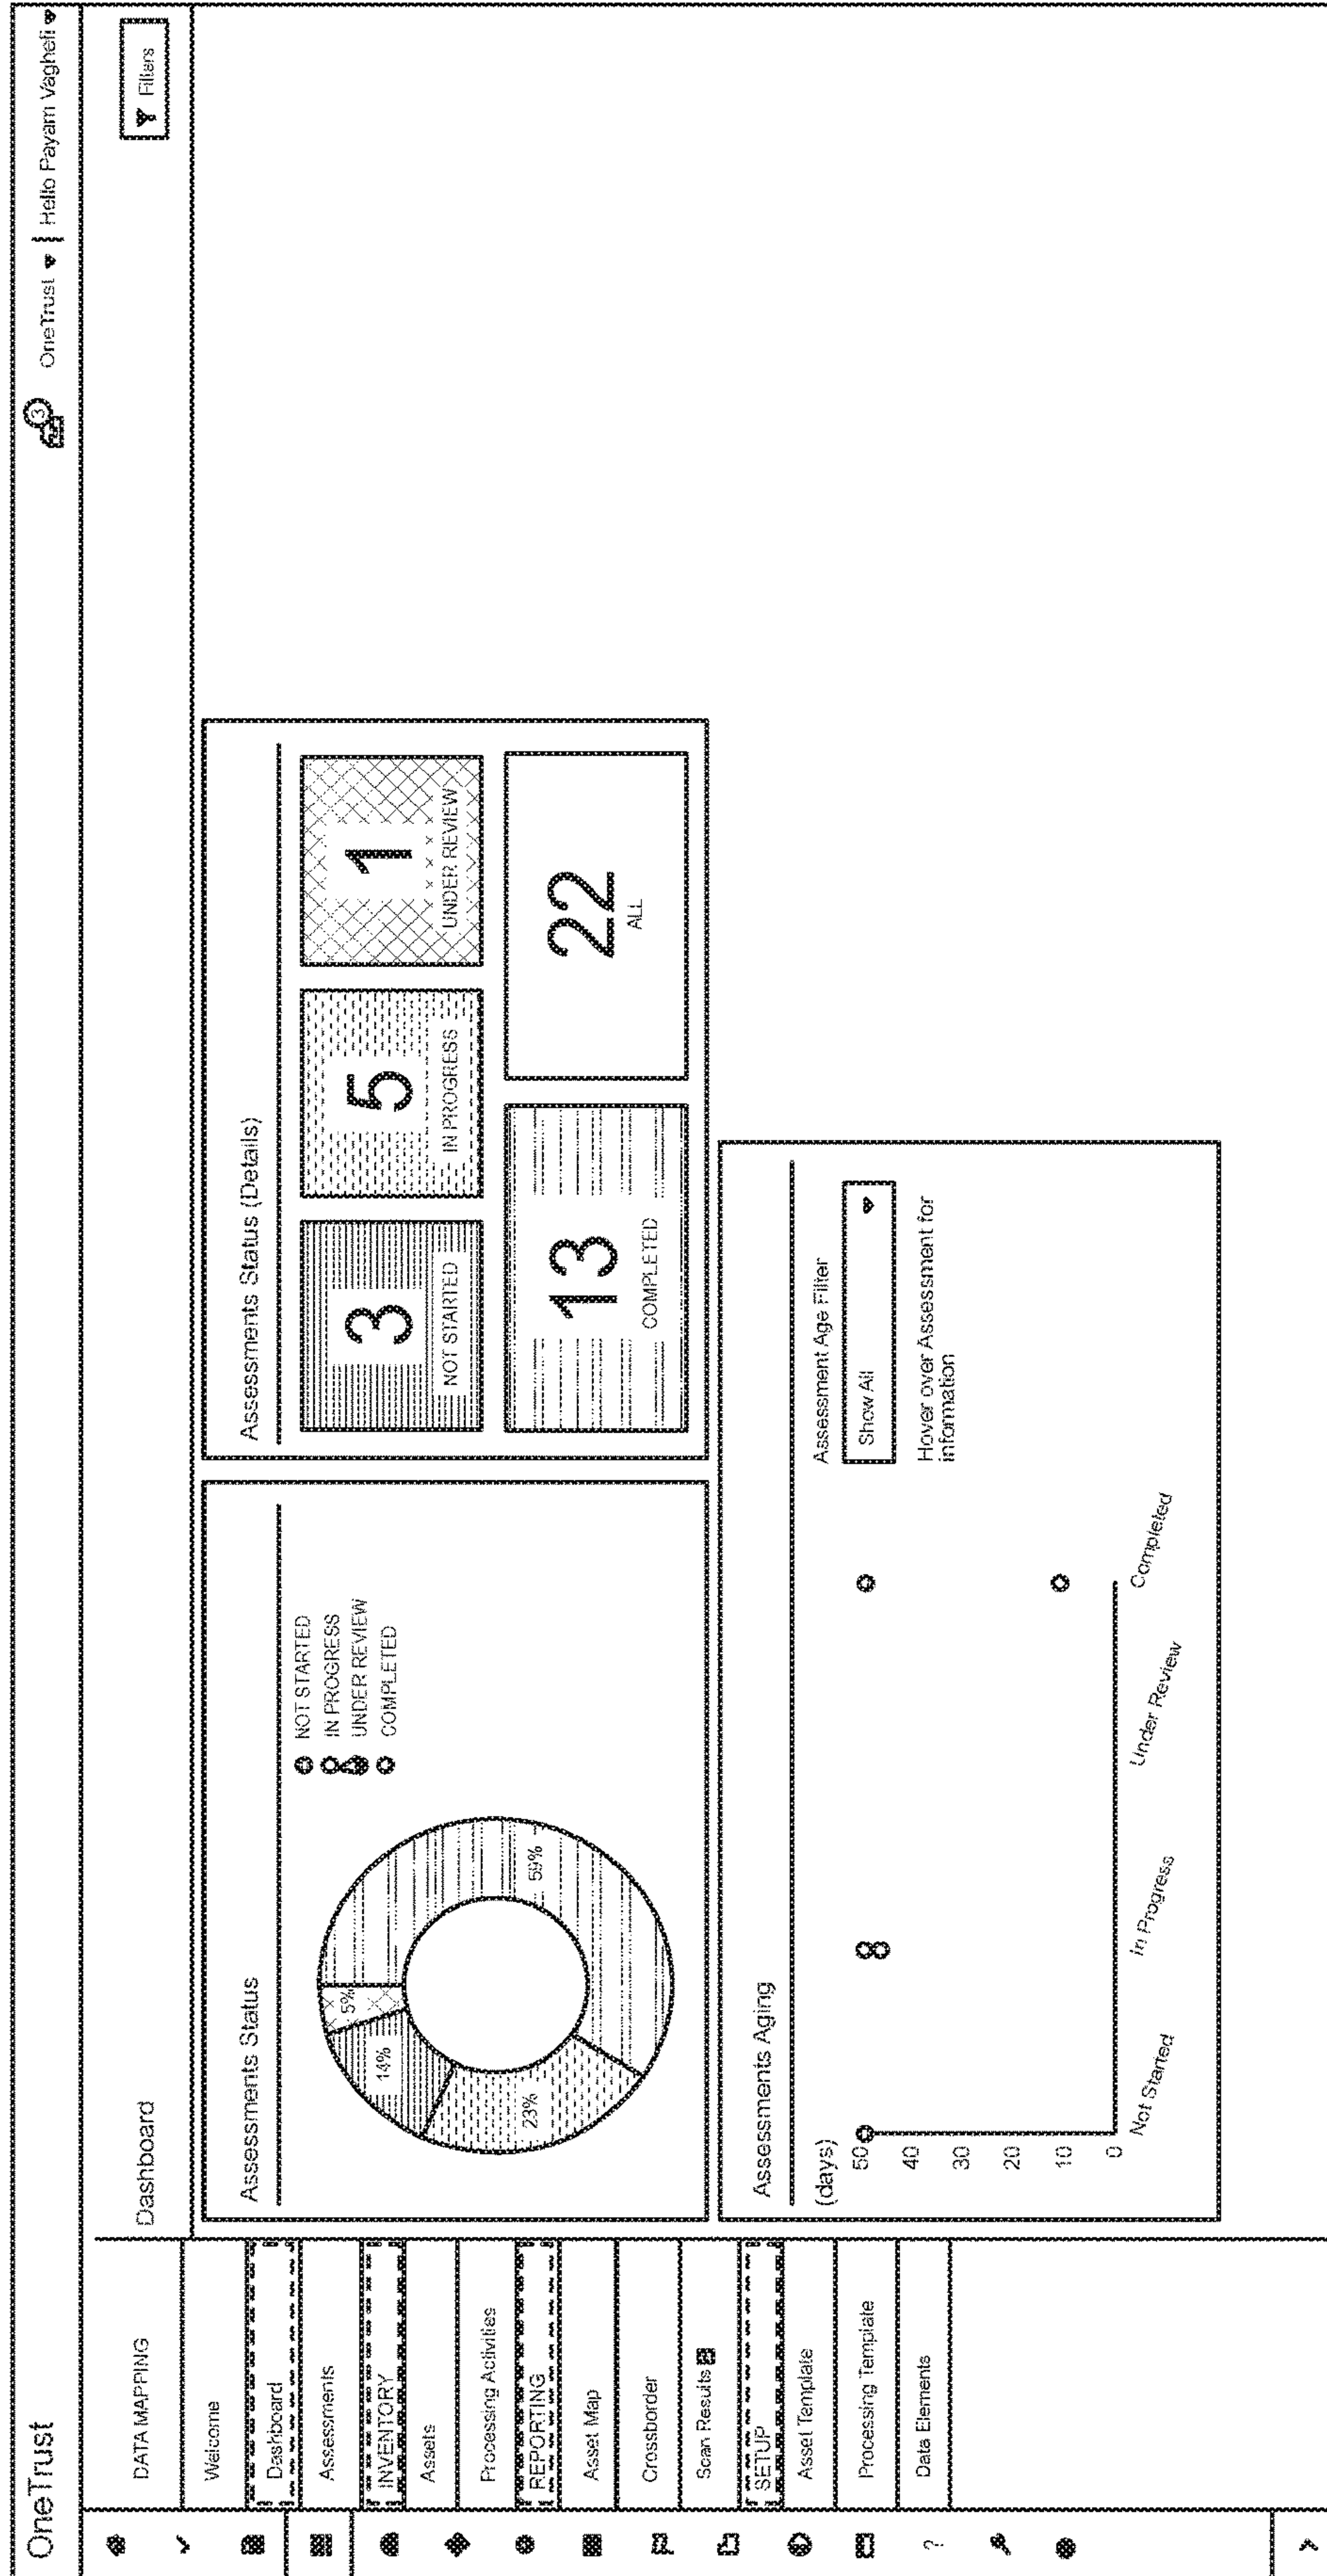 OneTrust
3
OneTrust
Hello Payam Vaghefi
DATA MAPPING
Welcome
Dashboard
Assessments
INVENTORY
Assets
Processing Activities
REPORTING
Asset Map
Crossborder
Scan Results
SETUP
Asset Template
Processing Template
Data Elements
?
Dashboard
Filters
Assessments Status
5%
14%
23%
59%
NOT STARTED
IN PROGRESS
UNDER REVIEW
COMPLETED
Assessments Status (Details)
3
NOT STARTED
5
IN PROGRESS
1
UNDER REVIEW
13
COMPLETED
22
ALL
Assessments Aging
(days)
50
40
30
20
10
0
Not Started
In Progress
Under Review
Completed
Assessment Age Filter
Show All
Hover over Assessment for
information